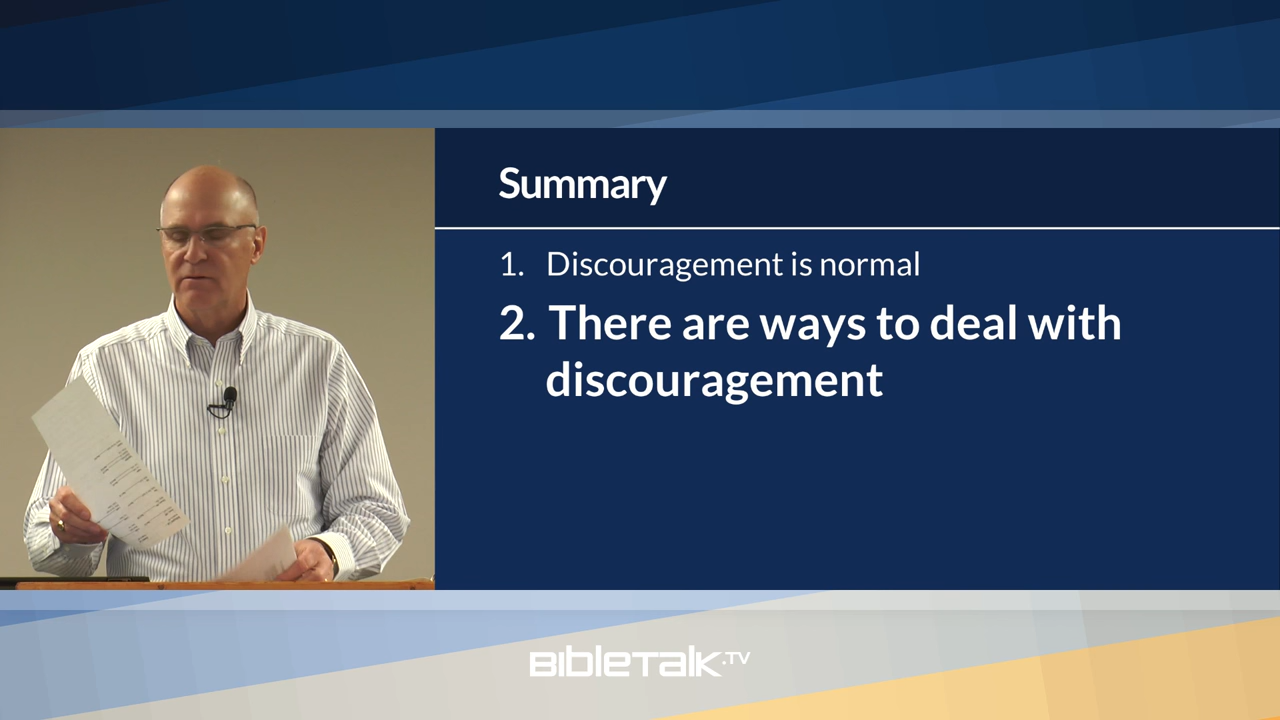 Summary
1. Discouragement is normal
2. There are ways to deal with
discouragement
BibleTalk.TV